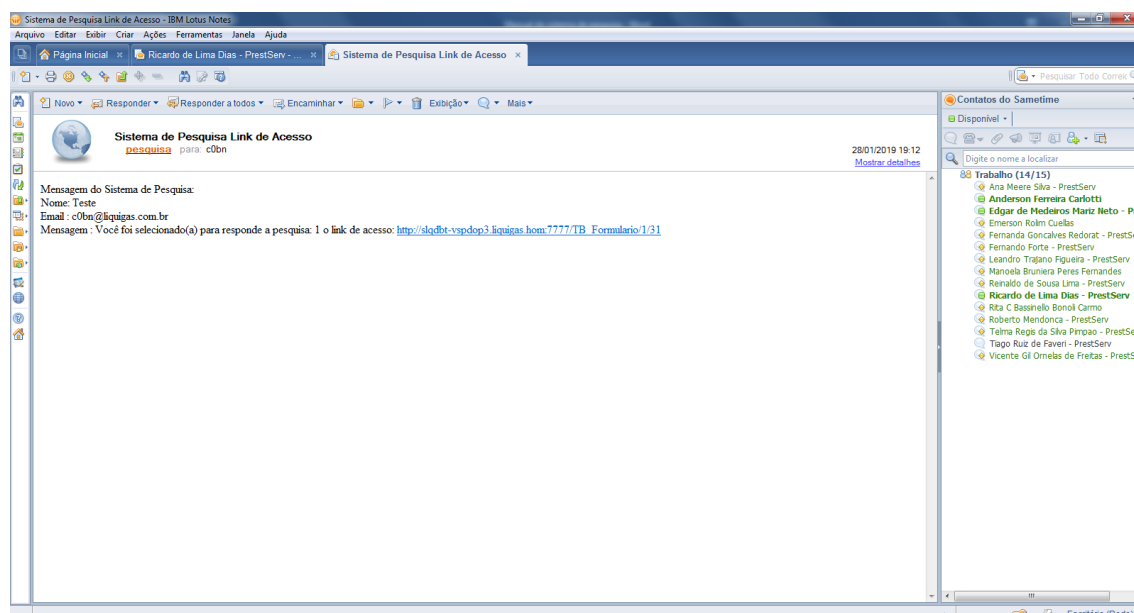 Sistema de Pesquisa Link de Acesso - IBM Lotus Notes
Arquivo Editar Exibir Criar Ações Ferramentas Janela Ajuda
Página Inicial
Ricardo de Lima Dias - PrestServ - ...
Sistema de Pesquisa Link de Acesso
Pesquisar Todo Correi
Novo
Responder
Responder a todos
Encaminhar
Exibição
Mais
Sistema de Pesquisa Link de Acesso
pesquisa para: c0bn
28/01/2019 19:12
Mostrar detalhes
Mensagem do Sistema de Pesquisa:
Nome: Teste
Email : c0bn@liquigas.com.br
Mensagem : Você foi selecionado(a) para responde a pesquisa: 1 o link de acesso: http://slqdbt-vspdop3.liquigas.hom:7777/TB_Formulario/1/31
Contatos do Sametime
Disponível
Digite o nome a localizar
Trabalho (14/15)
Ana Meere Silva - PrestServ
Anderson Ferreira Carlotti
Edgar de Medeiros Mariz Neto - P
Emerson Rolim Cuellas
Fernanda Goncalves Redorat - PrestSe
Fernando Forte - PrestServ
Leandro Trajano Figueira - PrestServ
Manoela Bruniera Peres Fernandes
Reinaldo de Sousa Lima - PrestServ
Ricardo de Lima Dias - PrestServ
Rita C Bassinello Bonoli Carmo
Roberto Mendonca - PrestServ
Telma Regis da Silva Pimpao - PrestSe
Tiago Ruiz de Faveri - PrestServ
Vicente Gil Ornelas de Freitas - PrestS